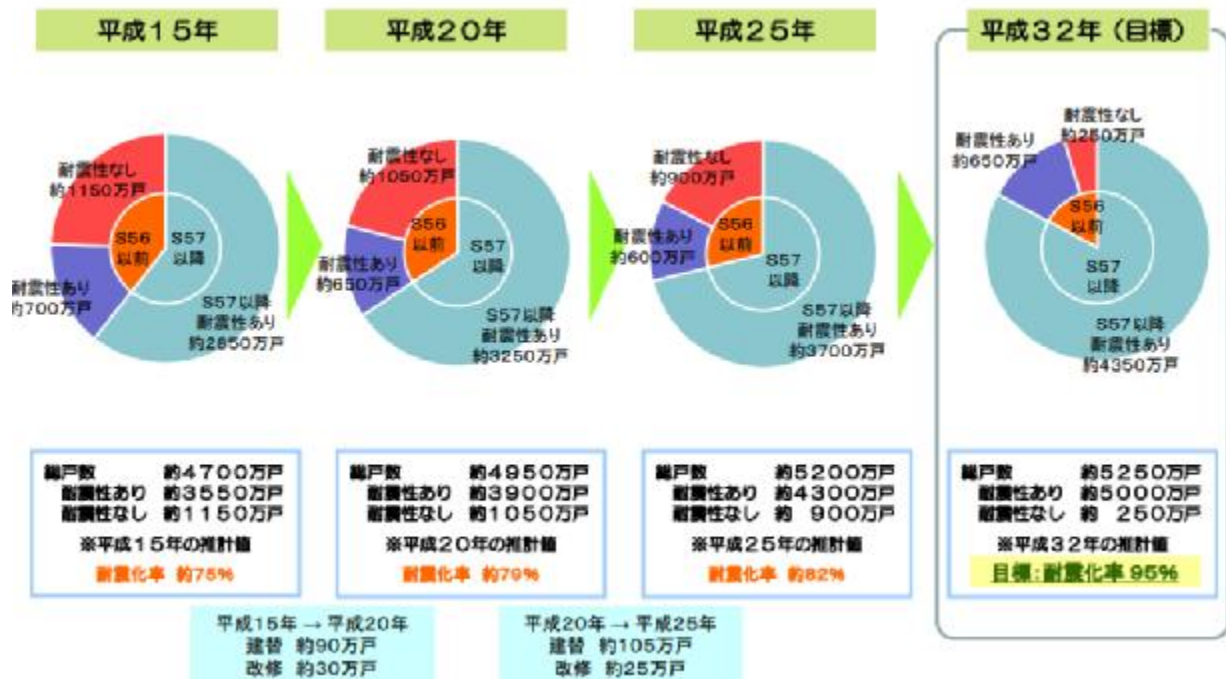 平成15年
耐震性なし
約1150万戸
S56
以前
S57
以降
耐震性あり
約700万戸
S57以降
耐震性あり
約2850万戸
総戸数 約4700万戸
耐震性あり 約3550万戸
耐震性なし 約1150万戸
※平成15年の推計値
耐震化率 約75%
平成20年
耐震性なし
約1050万戸
S56
以前
S57
以降
耐震性あり
約650万戸
S57以降
耐震性あり
約3250万戸
総戸数 約4950万戸
耐震性あり 約3900万戸
耐震性なし 約1050万戸
※平成20年の推計値
耐震化率 約79%
平成25年
耐震性なし
約900万戸
S56
以前
S57
以降
耐震性あり
約600万戸
S57以降
耐震性あり
約3700万戸
総戸数 約5200万戸
耐震性あり 約4300万戸
耐震性なし 約 900万戸
※平成25年の推計値
耐震化率 約82%
平成32年(目標)
耐震性なし
約250万戸
耐震性あり
約650万戸
S56
以前
S57
以降
S57以降
耐震性あり
約4350万戸
総戸数 約5250万戸
耐震性あり 約5000万戸
耐震性なし 約 250万戸
※平成32年の推計値
目標:耐震化率 95%
平成15年 → 平成20年
建替 約90万戸
改修 約30万戸
平成20年 → 平成25年
建替 約105万戸
改修 約25万戸